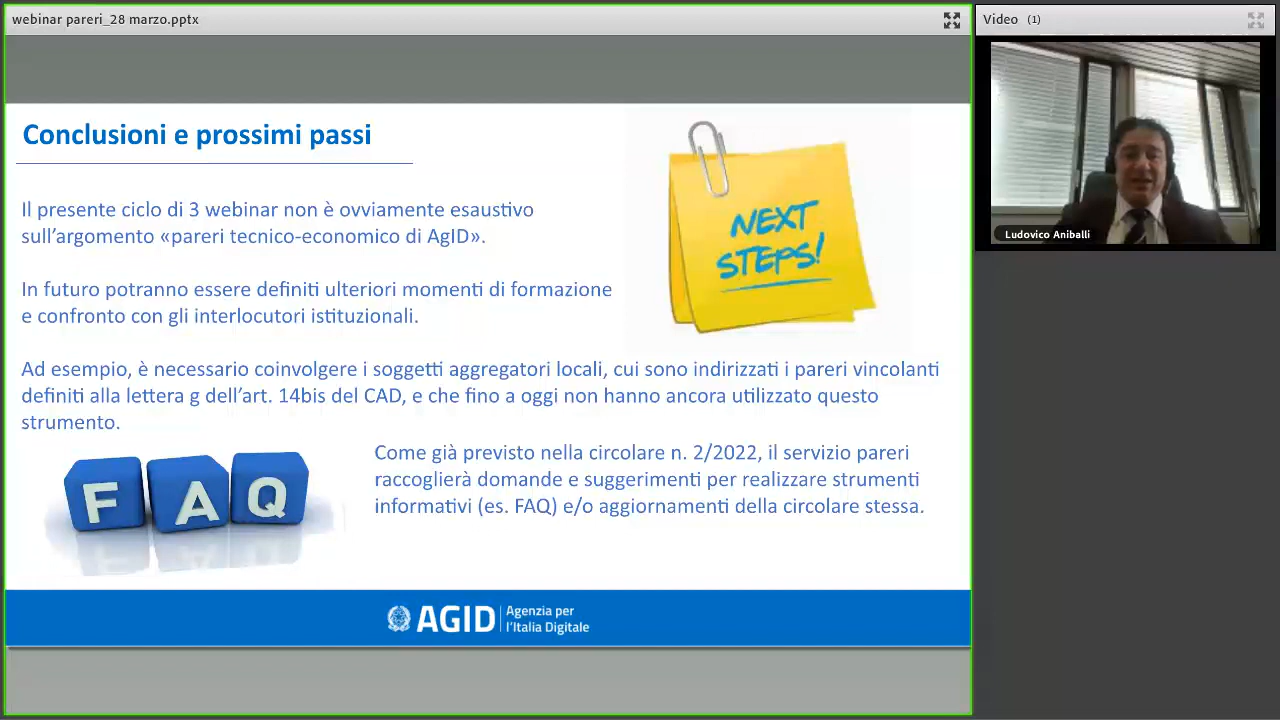 webinar pareri_28 marzo.pptx
Video (1)
Ludovico Aniballi
Conclusioni e prossimi passi
NEXT
STEPS!
Il presente ciclo di 3 webinar non è ovviamente esaustivo
sull'argomento «pareri tecnico-economico di AgID».
In futuro potranno essere definiti ulteriori momenti di formazione
e confronto con gli interlocutori istituzionali.
Ad esempio, è necessario coinvolgere i soggetti aggregatori locali, cui sono indirizzati i pareri vincolanti
definiti alla lettera g dell'art. 14bis del CAD, e che fino a oggi non hanno ancora utilizzato questo
strumento.
FAQ
Come già previsto nella circolare n. 2/2022, il servizio pareri
raccoglierà domande e suggerimenti per realizzare strumenti
informativi (es. FAQ) e/o aggiornamenti della circolare stessa.
AGID
Agenzia per
l'Italia Digitale